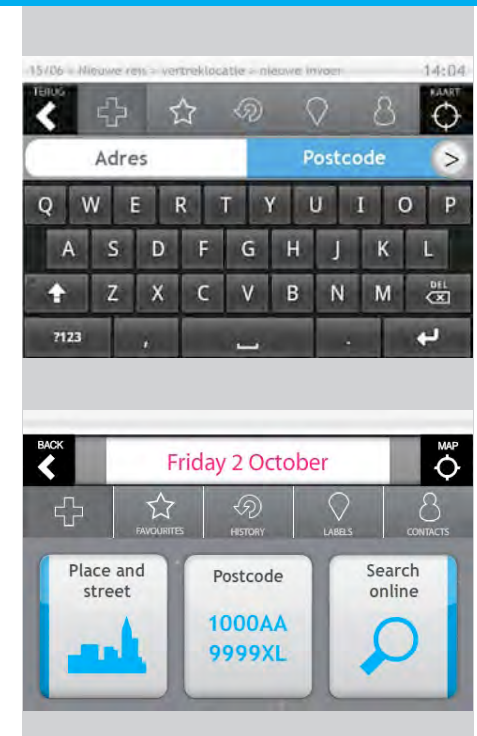 15/06 > Nieuwe reis > vertreklocatie > nieuwe invoer 14:04
TERUG KAART
Adres Postcode >
Q W E R T Y U I O P
A S D F G H J K L
Z X C V B N M DEL
?123 , .
BACK Friday 2 October MAP
FAVOURITES HISTORY LABELS CONTACTS
Place and street
Postcode
1000AA
9999XL
Search online